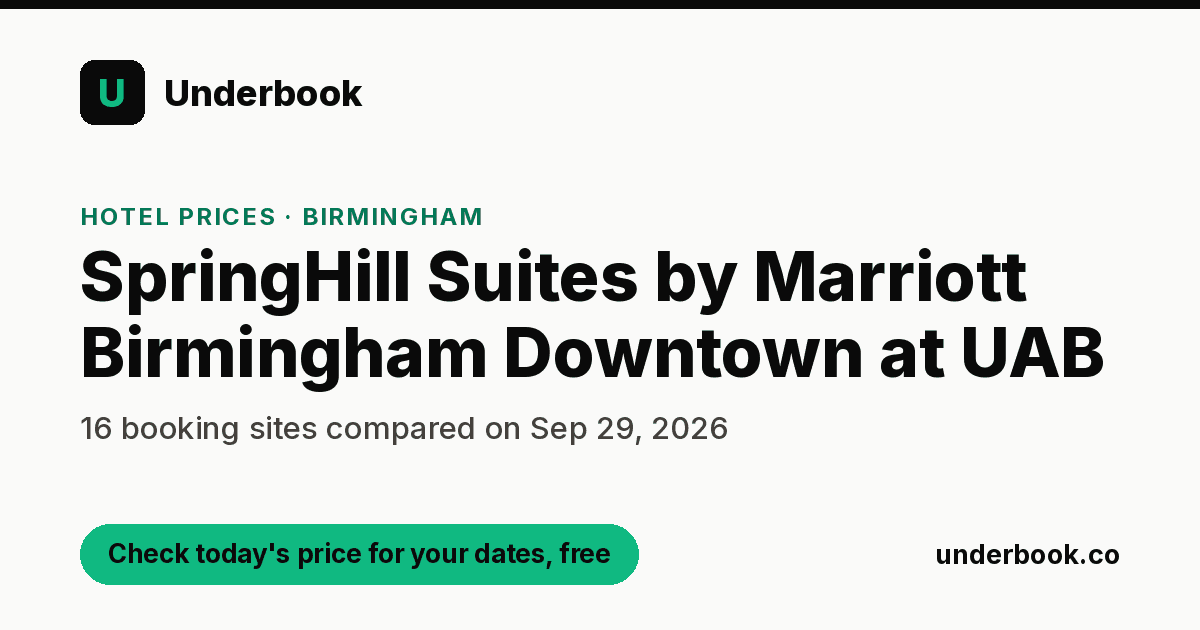 U Underbook
HOTEL PRICES · BIRMINGHAM
SpringHill Suites by Marriott
Birmingham Downtown at UAB
16 booking sites compared on Sep 29, 2026
Check today's price for your dates, free
underbook.co